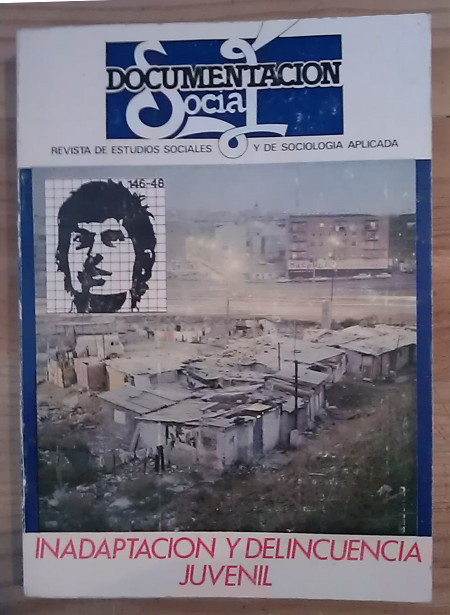 DOCUMENTACION
Social
REVISTA DE ESTUDIOS SOCIALES Y DE SOCIOLOGIA APLICADA
146-48
INADAPTACION Y DELINCUENCIA
JUVENIL